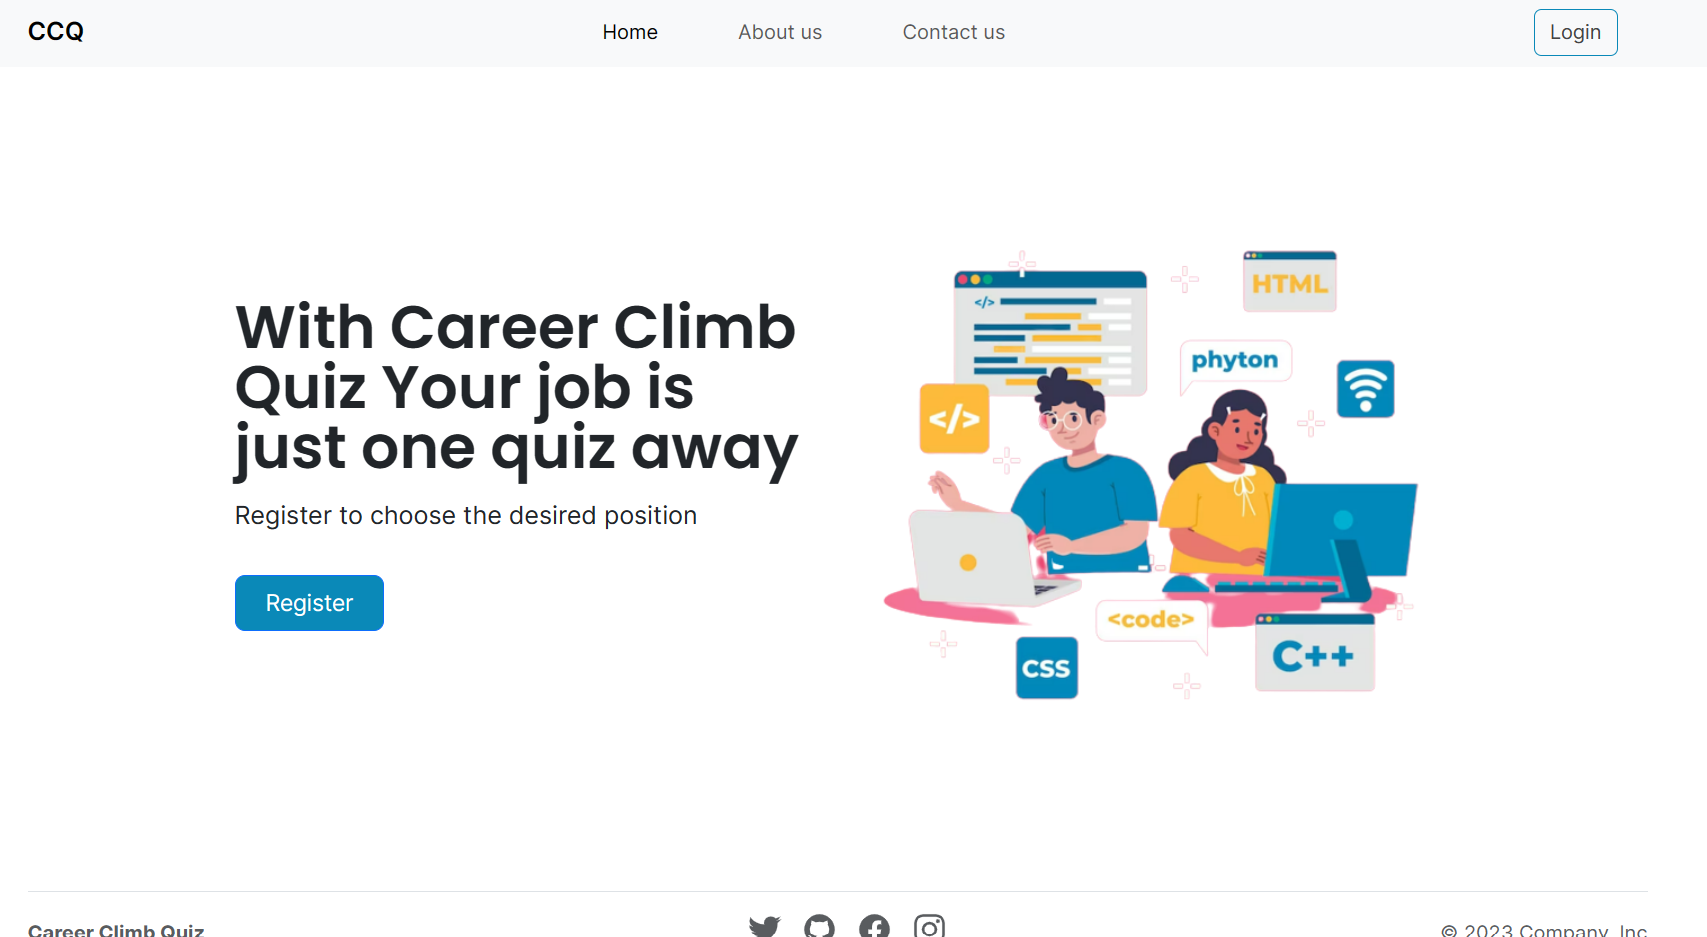 CCQ
Home
About us
Contact us
Login
With Career Climb
Quiz Your job is
just one quiz away
Register to choose the desired position
Register
</>
HTML
phyton
</>
<code>
CSS
C++
Career Climb Quiz
© 2023 Company, Inc